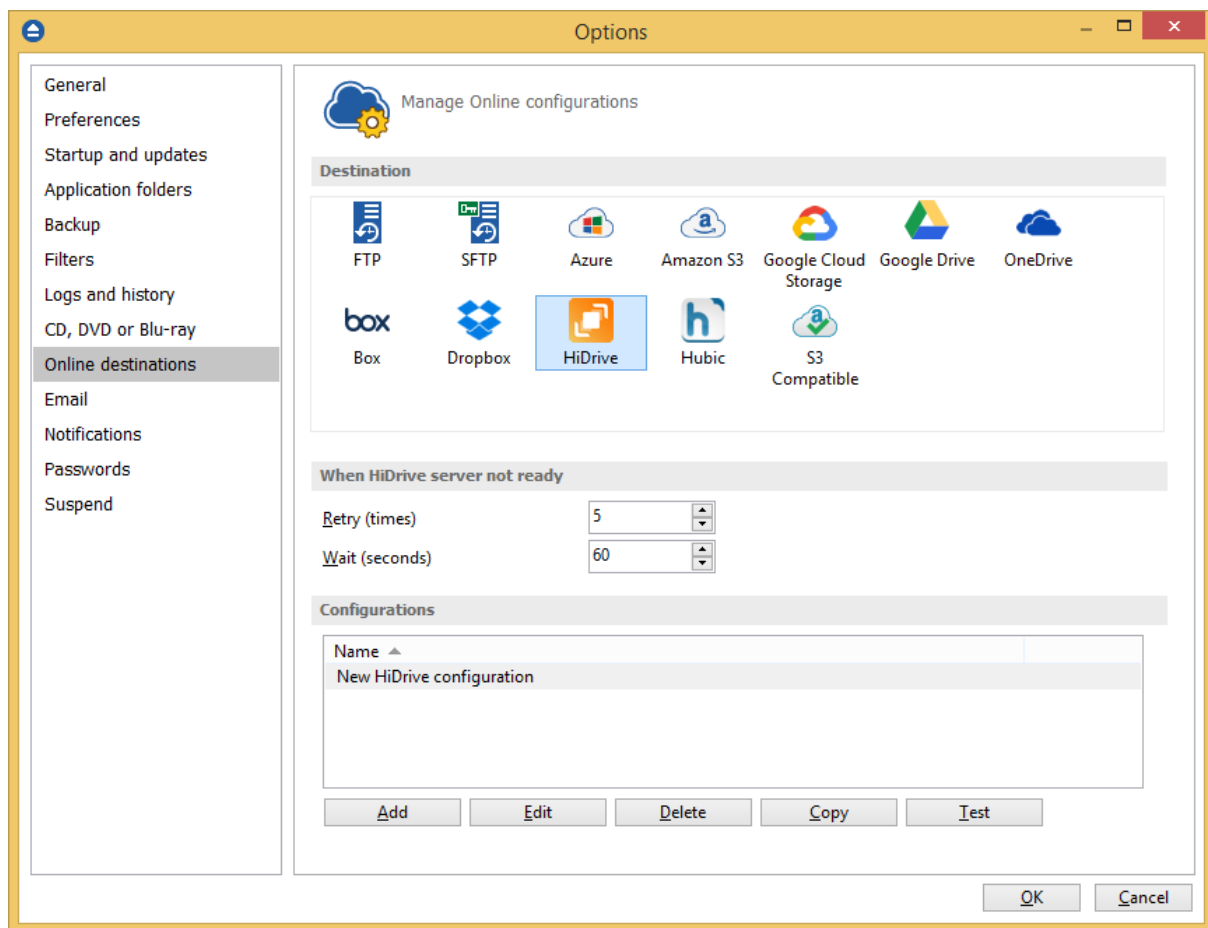 Options
General
Preferences
Startup and updates
Application folders
Backup
Filters
Logs and history
CD, DVD or Blu-ray
Online destinations
Email
Notifications
Passwords
Suspend
Manage Online configurations
Destination
FTP
SFTP
Azure
Amazon S3
Google Cloud
Storage
Google Drive
OneDrive
box
Box
Dropbox
HiDrive
h
Hubic
S3
Compatible
When HiDrive server not ready
Retry (times)
5
Wait (seconds)
60
Configurations
Name
New HiDrive configuration
Add
Edit
Delete
Copy
Test
OK
Cancel